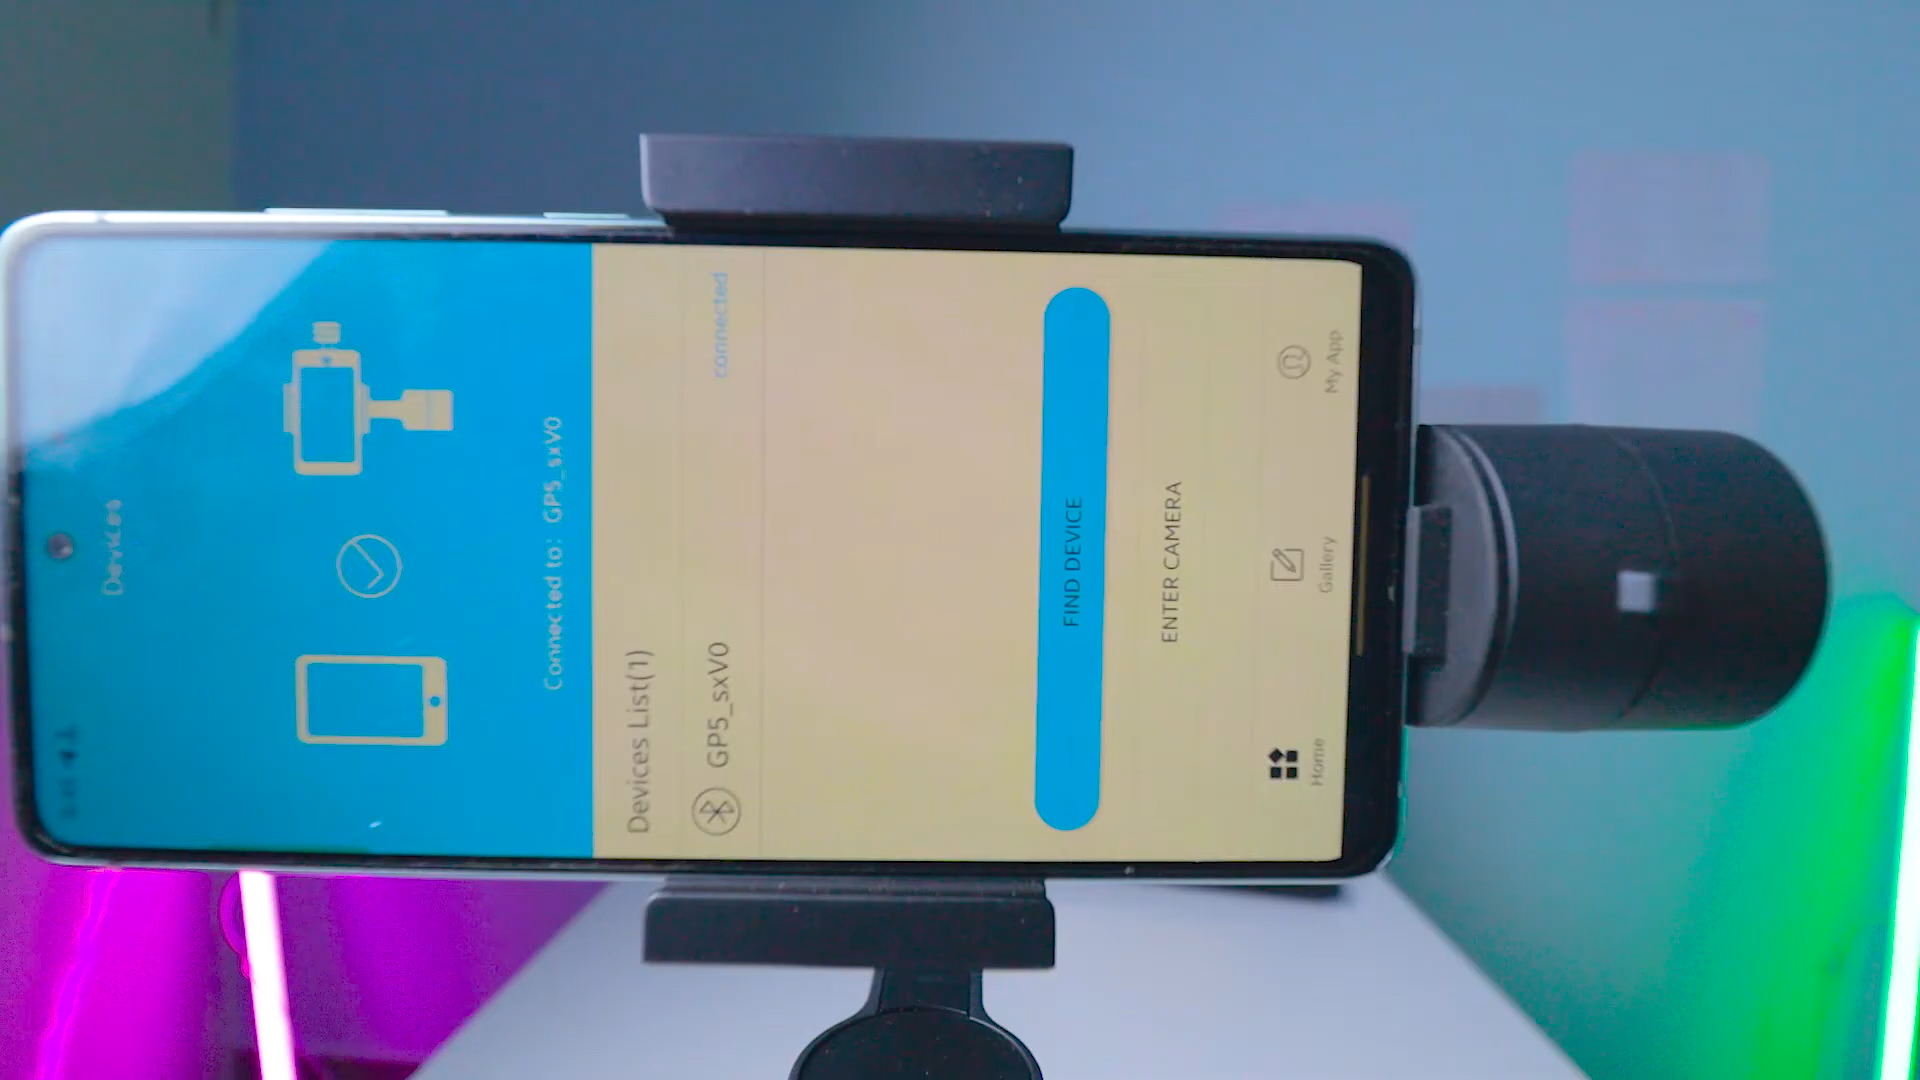 Devices
Connected to: GP5_sxV0
Devices List(1)
GP5_sxV0
connected
FIND DEVICE
ENTER CAMERA
Home
Gallery
My App